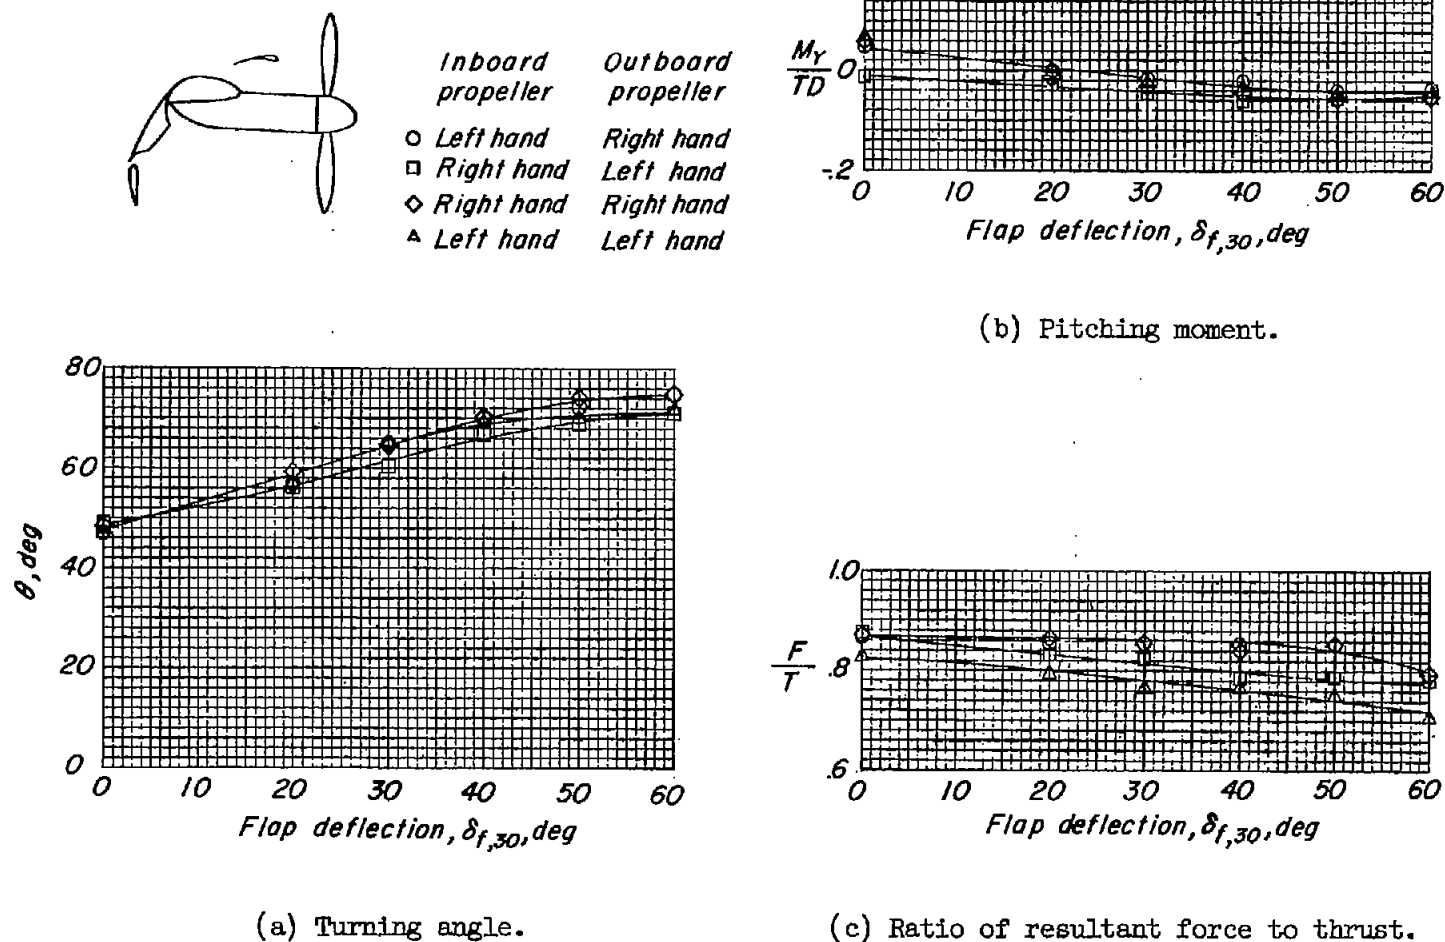 Inboard Outboard
propeller propeller
Left hand Right hand
Right hand Left hand
Right hand Right hand
Left hand Left hand
M_Y
TD
0
-.2
0 10 20 30 40 50 60
Flap deflection, δf,30, deg
(b) Pitching moment.
80
60
40
20
0
θ, deg
0 10 20 30 40 50 60
Flap deflection, δf,30, deg
(a) Turning angle.
1.0
.8
.6
F
T
0 10 20 30 40 50 60
Flap deflection, δf,30, deg
(c) Ratio of resultant force to thrust.